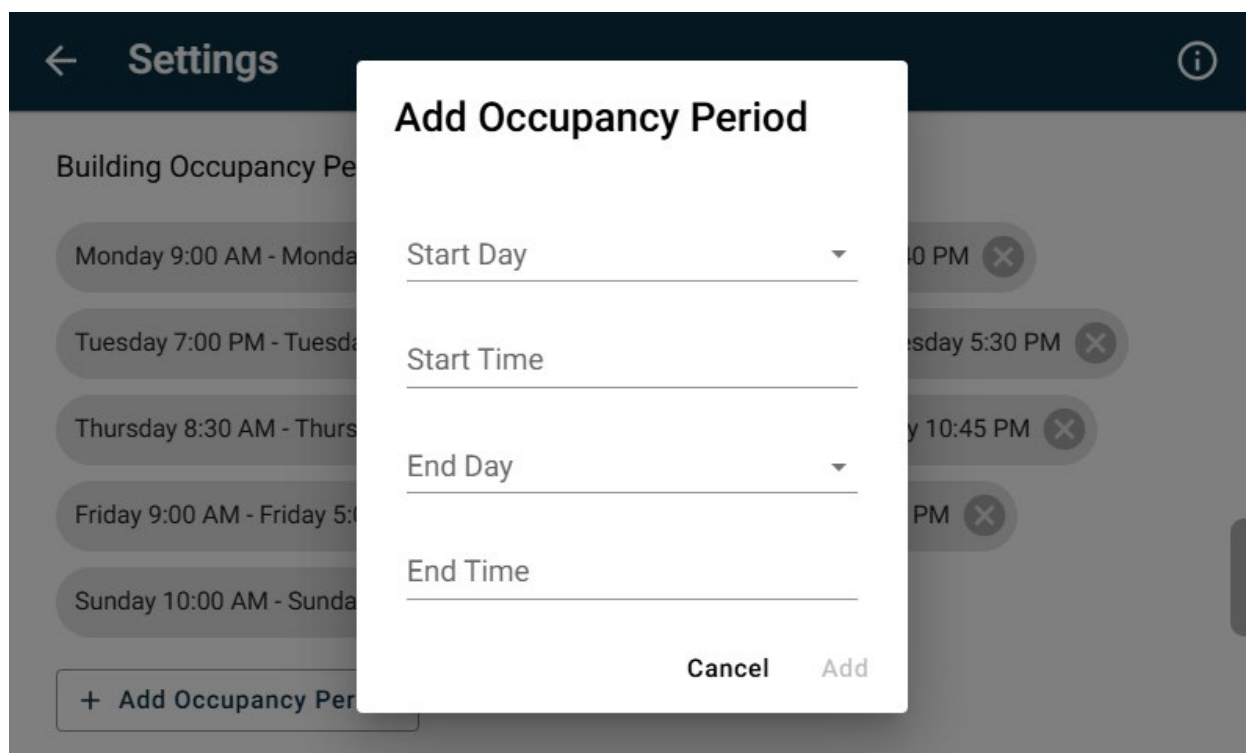 Settings
Add Occupancy Period
Building Occupancy Pe
Start Day
Monday 9:00 AM - Monda
40 PM
Start Time
Tuesday 7:00 PM - Tuesda
sday 5:30 PM
Thursday 8:30 AM - Thurs
y 10:45 PM
End Day
Friday 9:00 AM - Friday 5:0
PM
End Time
Sunday 10:00 AM - Sunda
Cancel
Add
+ Add Occupancy Per